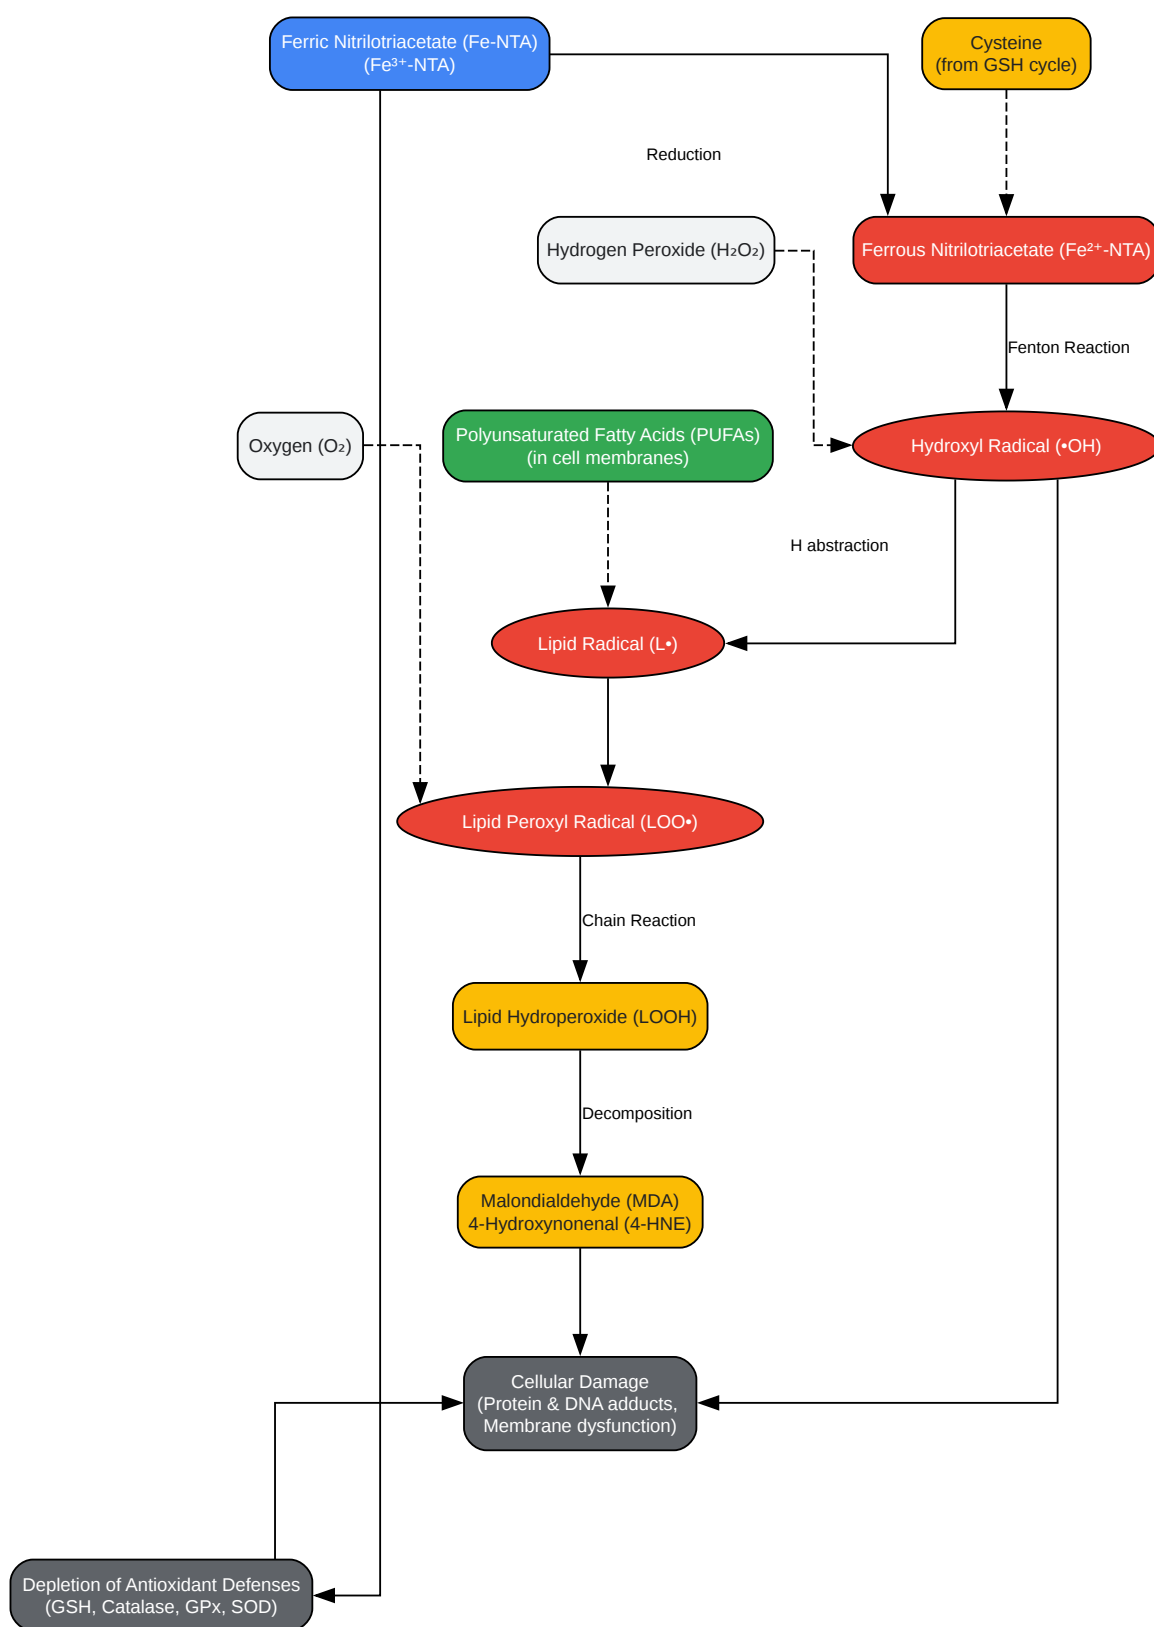 Ferric Nitrilotriacetate (Fe-NTA)
(Fe³⁺-NTA)
Cysteine
(from GSH cycle)
Reduction
Hydrogen Peroxide (H₂O₂)
Ferrous Nitrilotriacetate (Fe²⁺-NTA)
Fenton Reaction
Oxygen (O₂)
Polyunsaturated Fatty Acids (PUFAs)
(in cell membranes)
Hydroxyl Radical (•OH)
H abstraction
Lipid Radical (L•)
Lipid Peroxyl Radical (LOO•)
Chain Reaction
Lipid Hydroperoxide (LOOH)
Decomposition
Malondialdehyde (MDA)
4-Hydroxynonenal (4-HNE)
Cellular Damage
(Protein & DNA adducts,
Membrane dysfunction)
Depletion of Antioxidant Defenses
(GSH, Catalase, GPx, SOD)